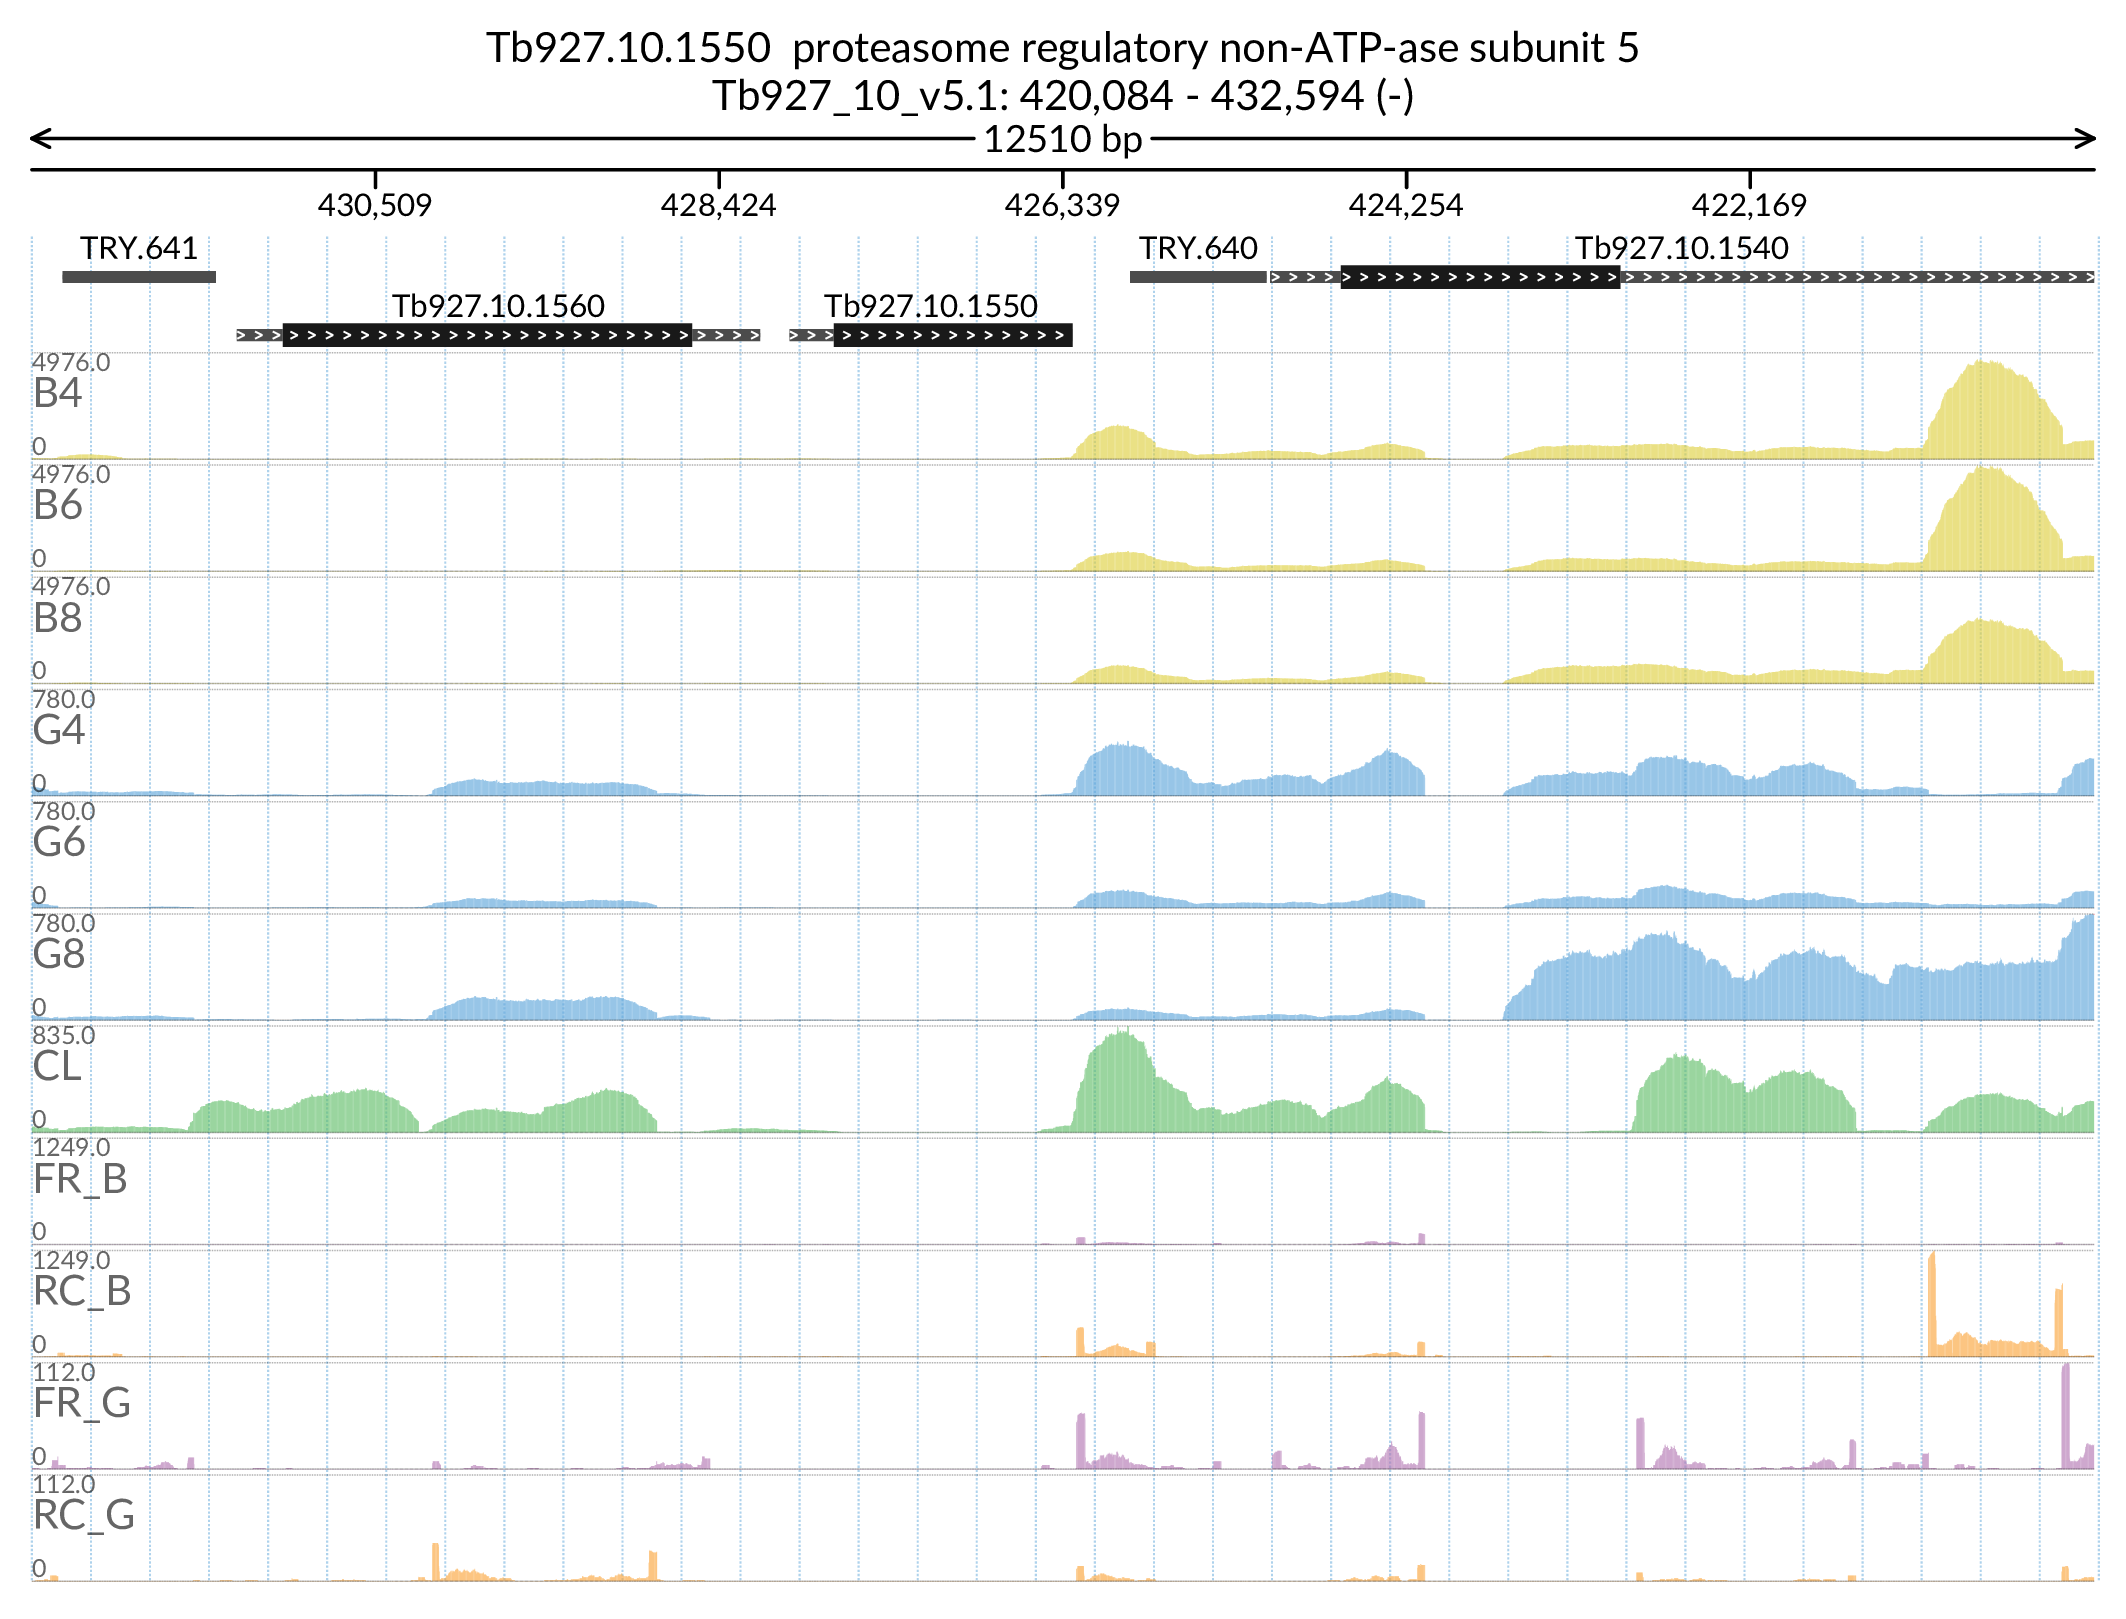 Tb927.10.1550  proteasome regulatory non-ATP-ase subunit 5
Tb927_10_v5.1: 420,084 - 432,594 (-)
12510 bp
430,509 428,424 426,339 424,254 422,169
TRY.641 TRY.640 Tb927.10.1540
Tb927.10.1560 Tb927.10.1550
4976.0
B4
0
4976.0
B6
0
4976.0
B8
0
780.0
G4
0
780.0
G6
0
780.0
G8
0
835.0
CL
0
1249.0
FR_B
0
1249.0
RC_B
0
112.0
FR_G
0
112.0
RC_G
0